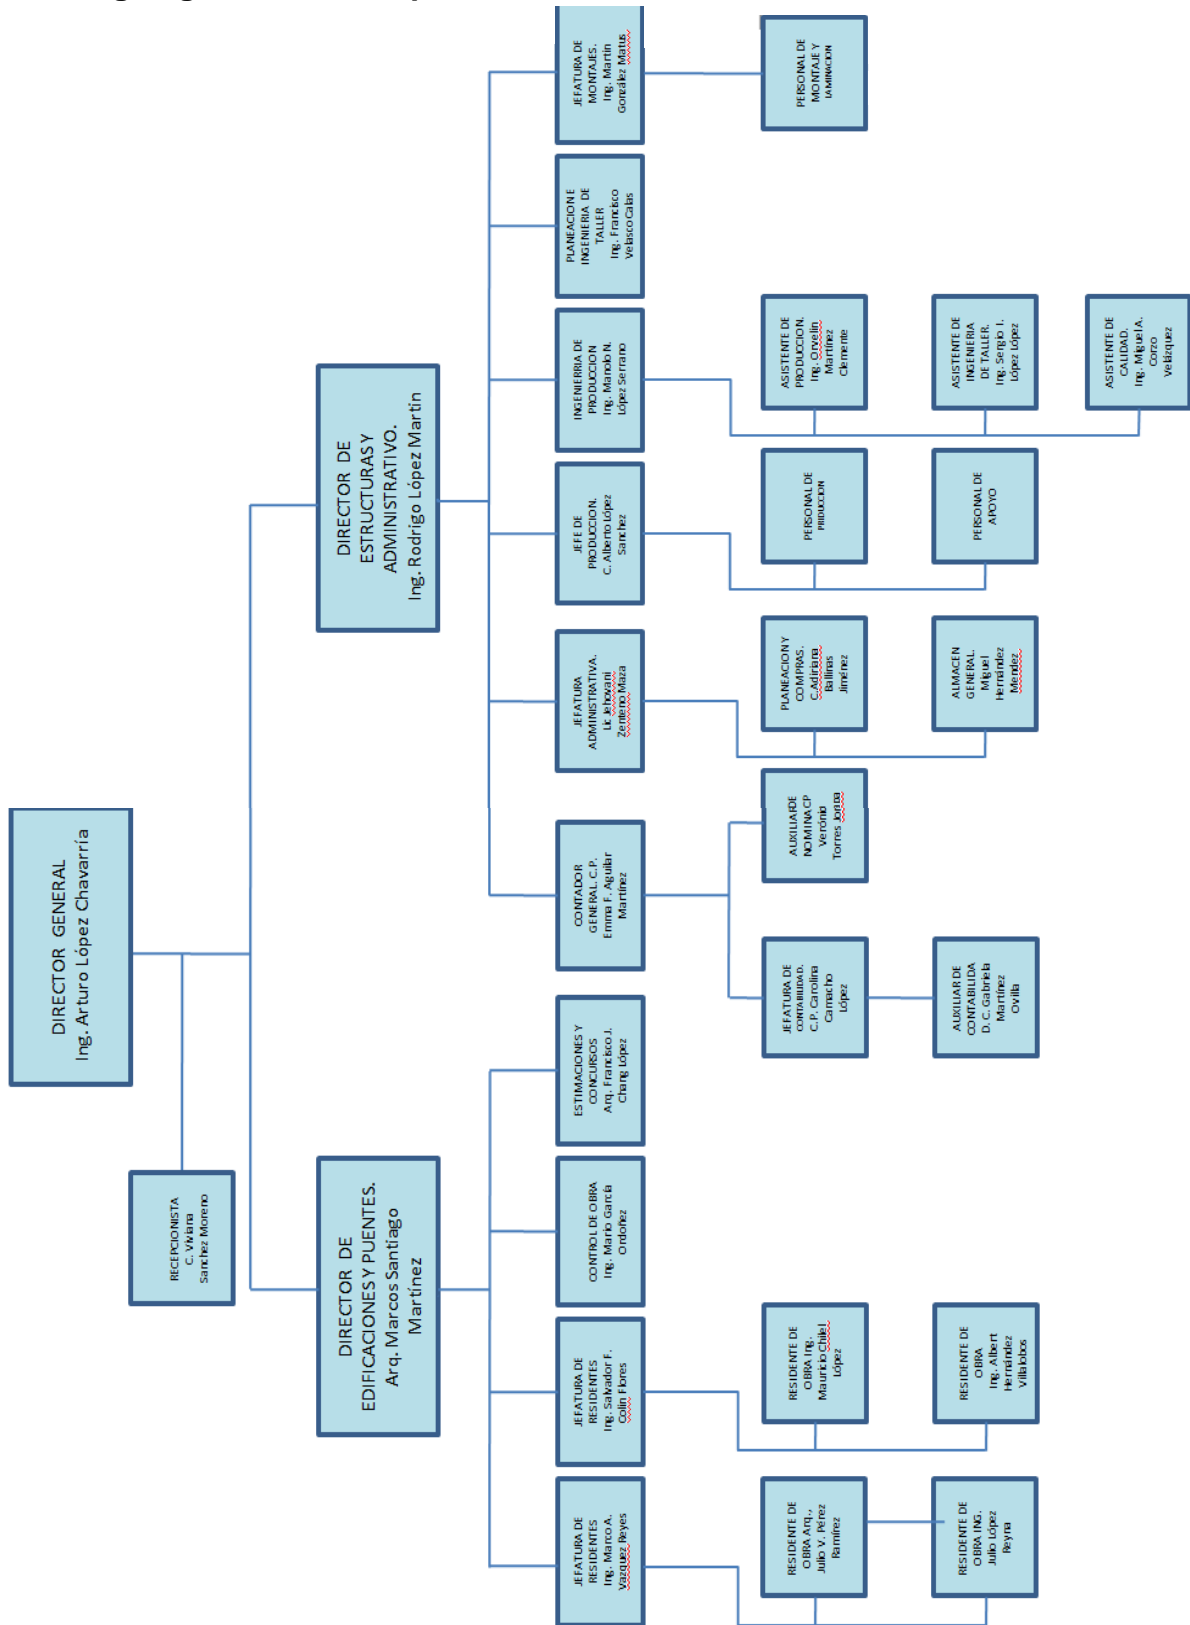 DIRECTOR GENERAL
Ing. Arturo López Chavarría
RECEPCIONISTA
C. Viviana
Sanchez Moreno
DIRECTOR DE
EDIFICACIONES Y PUENTES.
Arq. Marcos Santiago
Martínez
DIRECTOR DE
ESTRUCTURAS Y
ADMINISTRATIVO.
Ing. Rodrigo López Martin
JEFATURA DE
RESIDENTES
Ing. Marco A.
Vazquez Reyes
JEFATURA DE
RESIDENTES
Ing. Salvador F.
Colín Flores
CONTROL DE OBRA
Ing. Mario García
Ordoñez
ESTIMACIONES Y
CONCURSOS
Arq. Francisco J.
Chang López
CONTADOR
GENERAL. C.P.
Emma F. Aguilar
Martínez
JEFATURA
ADMINISTRATIVA.
Lic Jehovani
Zenteno Maza
JEFE DE
PRODUCCION.
C. Alberto López
Sanchez
INGENIERRIA DE
PRODUCCION
Ing. Manolo N.
López Serrano
PLANEACION E
INGENIERIA DE
TALLER
Ing. Francisco
Velasco Calas
JEFATURA DE
MONTAJES.
Ing. Martin
González Matus
RESIDENTE DE
OBRA Arq.,
Julio V. Pérez
Ramírez
RESIDENTE DE
OBRA Ing.
Mauricio Chilel
López
JEFATURA DE
CONTABILIDAD.
C.P. Carolina
Camacho
López
AUXILIAR DE
NOMINA CP
Verónio
Torres Jorana
PLANEACION Y
COMPRAS.
C.Adiriana
Ballinas
Jiménez
PERSONAL DE
PRODUCCION
ASISTENTE DE
PRODUCCION.
Ing. Orvelin
Martínez
Clemente
PERSONAL DE
MONTAJE Y
LAMINACION
RESIDENTE DE
OBRA ING.
Julio López
Reyna
RESIDENTE DE
OBRA
Ing. Albert
Hernández
Villalobos
AUXILIAR DE
CONTABILIDA
D. C. Gabriela
Martínez
Ovilla
ALMACEN
GENERAL.
Miguel
Hernández
Mendez
PERSONAL DE
APOYO
ASISTENTE DE
INGENIERIA
DE TALLER.
Ing. Sergio I.
López López
ASISTENTE DE
CALIDAD.
Ing. Miguel A.
Corzo
Velázquez